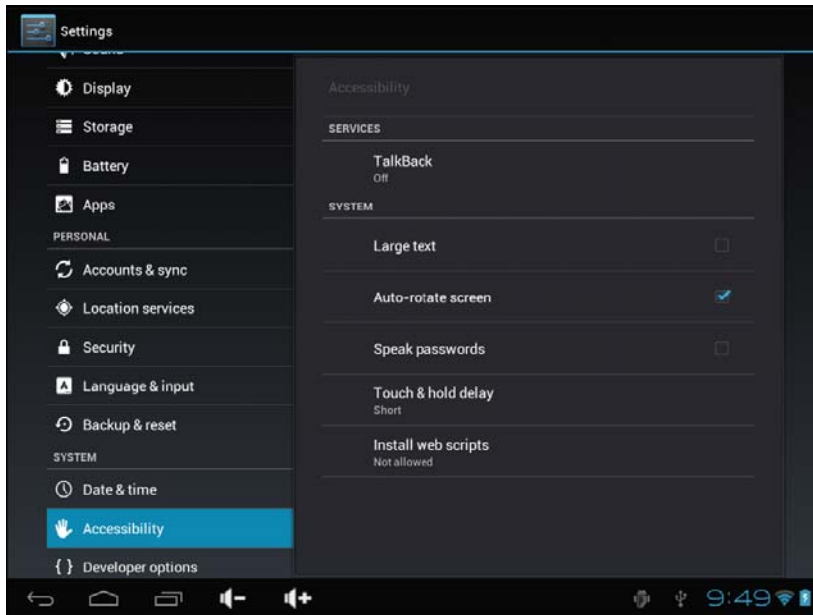 Settings
Sound
Display
Storage
Battery
Apps
PERSONAL
Accounts & sync
Location services
Security
Language & input
Backup & reset
SYSTEM
Date & time
Accessibility
{ } Developer options
Accessibility
SERVICES
TalkBack
Off
SYSTEM
Large text
Auto-rotate screen
Speak passwords
Touch & hold delay
Short
Install web scripts
Not allowed
9:49